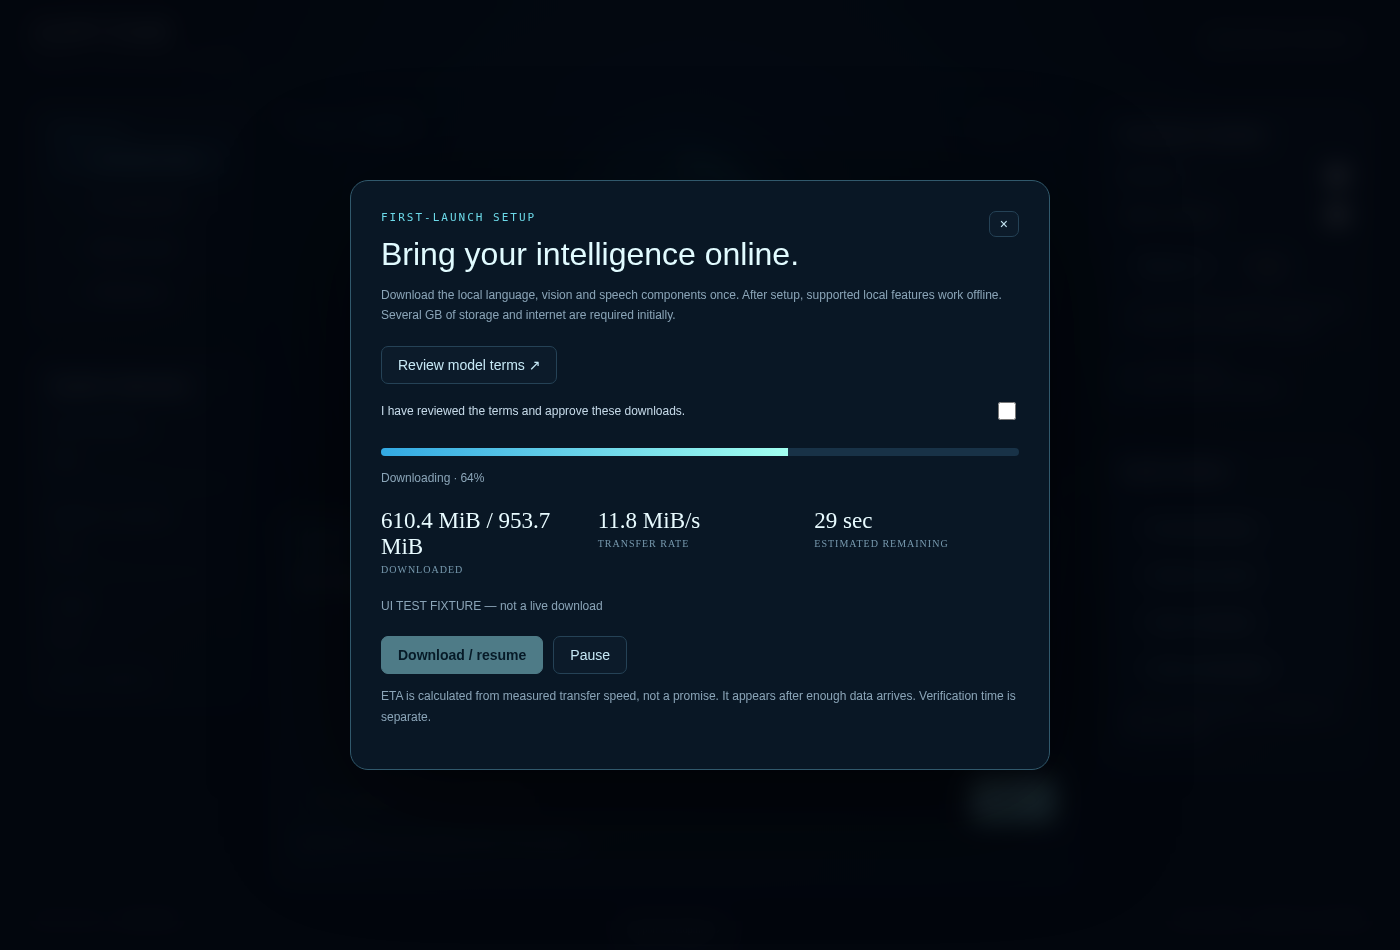 FIRST-LAUNCH SETUP
×
Bring your intelligence online.
Download the local language, vision and speech components once. After setup, supported local features work offline.
Several GB of storage and internet are required initially.
Review model terms ↗
I have reviewed the terms and approve these downloads.
Downloading · 64%
610.4 MiB / 953.7
MiB
DOWNLOADED
11.8 MiB/s
TRANSFER RATE
29 sec
ESTIMATED REMAINING
UI TEST FIXTURE — not a live download
Download / resume
Pause
ETA is calculated from measured transfer speed, not a promise. It appears after enough data arrives. Verification time is
separate.